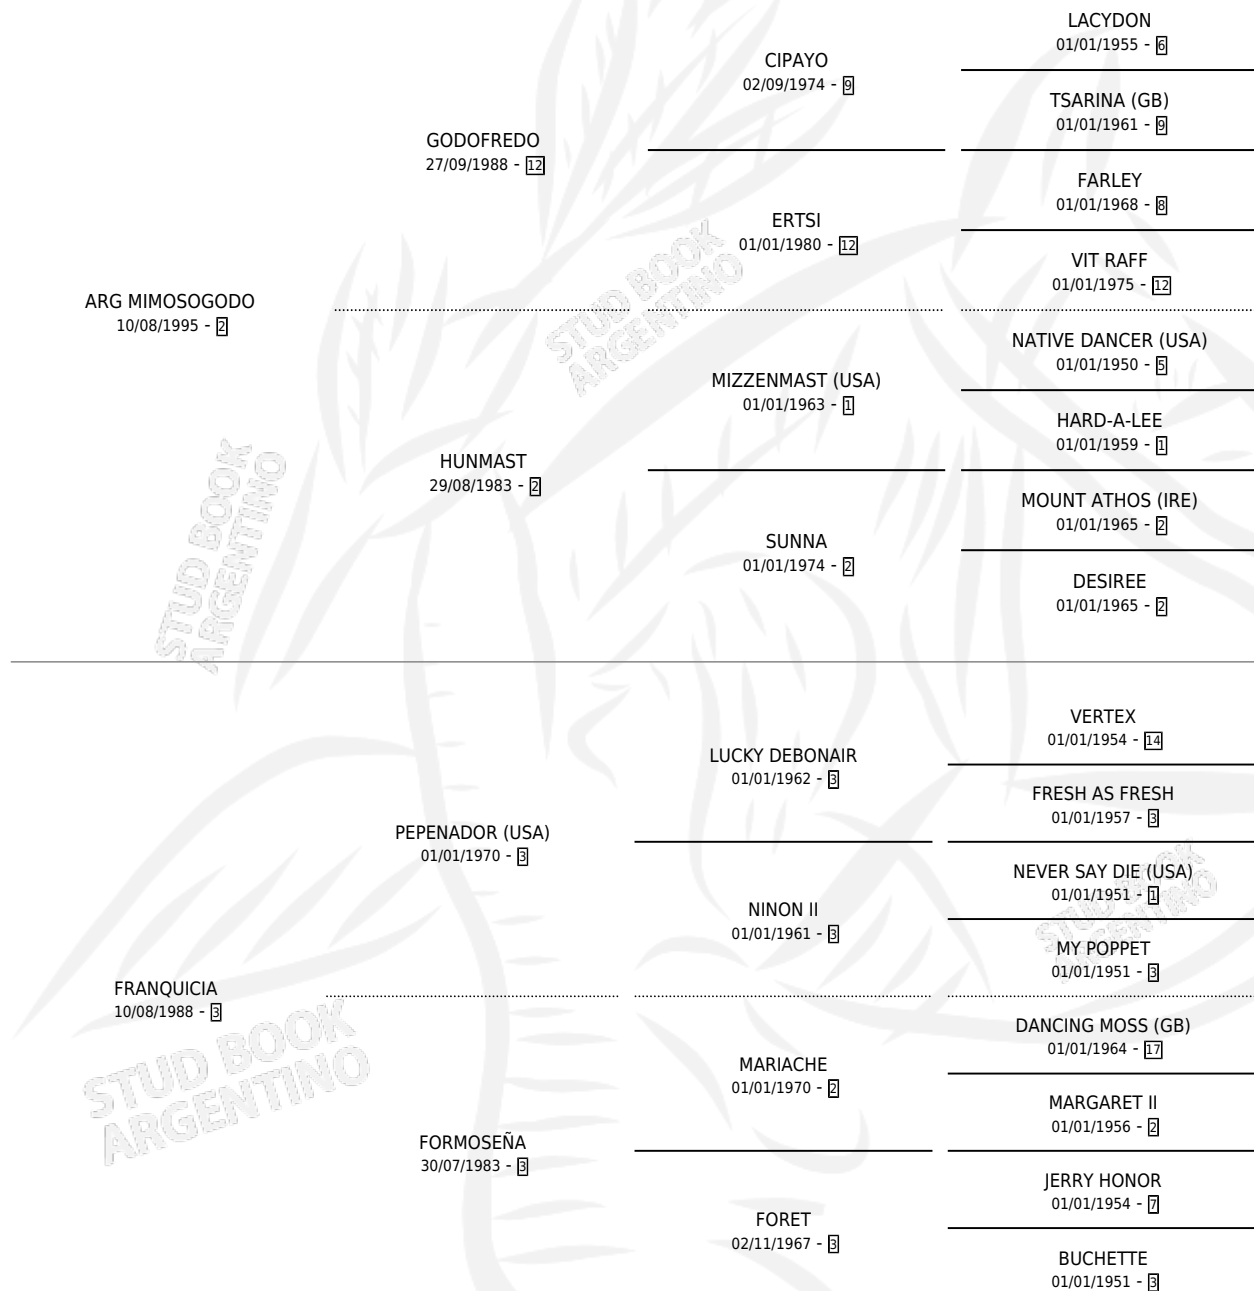 LACYDON
01/01/1955 - 6
CIPAYO
02/09/1974 - 9
TSARINA (GB)
01/01/1961 - 9
GODOFREDO
27/09/1988 - 12
FARLEY
01/01/1968 - 8
ERTSI
01/01/1980 - 12
VIT RAFF
01/01/1975 - 12
ARG MIMOSOGODO
10/08/1995 - 2
NATIVE DANCER (USA)
01/01/1950 - 5
MIZZENMAST (USA)
01/01/1963 - 1
HARD-A-LEE
01/01/1959 - 1
HUNMAST
29/08/1983 - 2
MOUNT ATHOS (IRE)
01/01/1965 - 2
SUNNA
01/01/1974 - 2
DESIREE
01/01/1965 - 2
VERTEX
01/01/1954 - 14
LUCKY DEBONAIR
01/01/1962 - 3
FRESH AS FRESH
01/01/1957 - 3
PEPENADOR (USA)
01/01/1970 - 3
NEVER SAY DIE (USA)
01/01/1951 - 1
NINON II
01/01/1961 - 3
MY POPPET
01/01/1951 - 3
FRANQUICIA
10/08/1988 - 3
DANCING MOSS (GB)
01/01/1964 - 17
MARIACHE
01/01/1970 - 2
MARGARET II
01/01/1956 - 2
FORMOSEÑA
30/07/1983 - 3
JERRY HONOR
01/01/1954 - 7
FORET
02/11/1967 - 3
BUCHETTE
01/01/1951 - 3
STUD BOOK
ARGENTINO
STUD BOOK
ARGENTINO
STUD BOOK
ARGENTINO
STUD BOOK
ARGENTINO